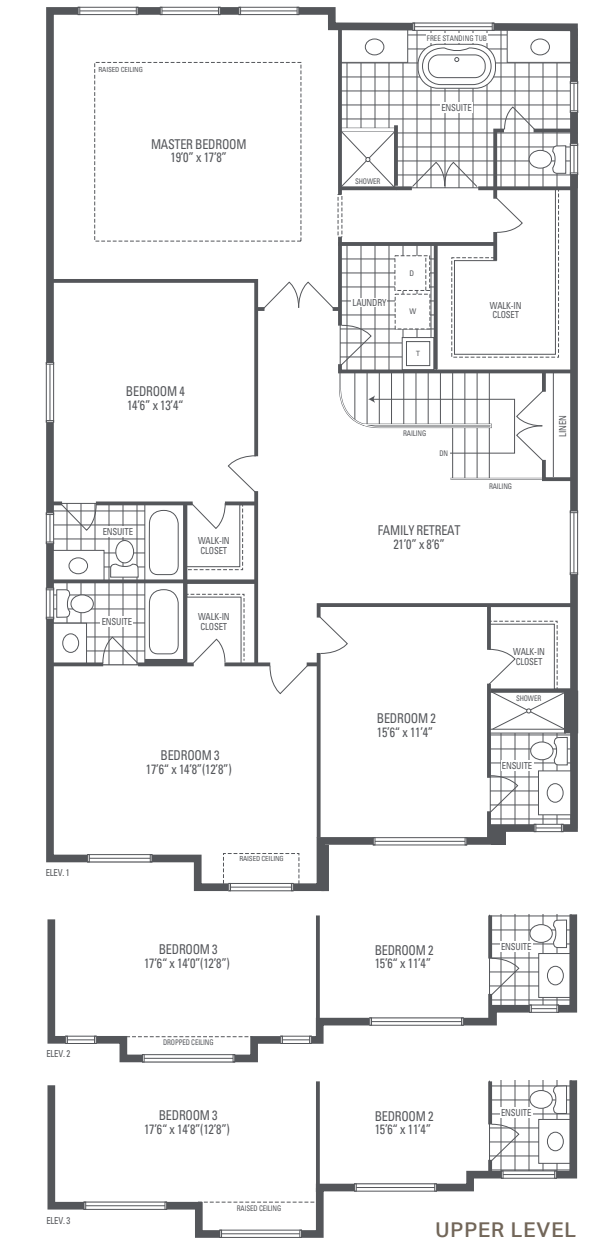 FREE STANDING TUB
RAISED CEILING
ENSUITE
MASTER BEDROOM
19'0" x 17'8"
SHOWER
D
LAUNDRY
W
WALK-IN
CLOSET
T
BEDROOM 4
14'6" x 13'4"
RAILING
LINEN
DN
RAILING
ENSUITE
WALK-IN
CLOSET
FAMILY RETREAT
21'0" x 8'6"
ENSUITE
WALK-IN
CLOSET
WALK-IN
CLOSET
SHOWER
BEDROOM 2
15'6" x 11'4"
BEDROOM 3
17'6" x 14'8"(12'8")
ENSUITE
RAISED CEILING
ELEV. 1
BEDROOM 3
17'6" x 14'0"(12'8")
BEDROOM 2
15'6" x 11'4"
ENSUITE
DROPPED CEILING
ELEV. 2
BEDROOM 3
17'6" x 14'8"(12'8")
BEDROOM 2
15'6" x 11'4"
ENSUITE
RAISED CEILING
ELEV. 3
UPPER LEVEL